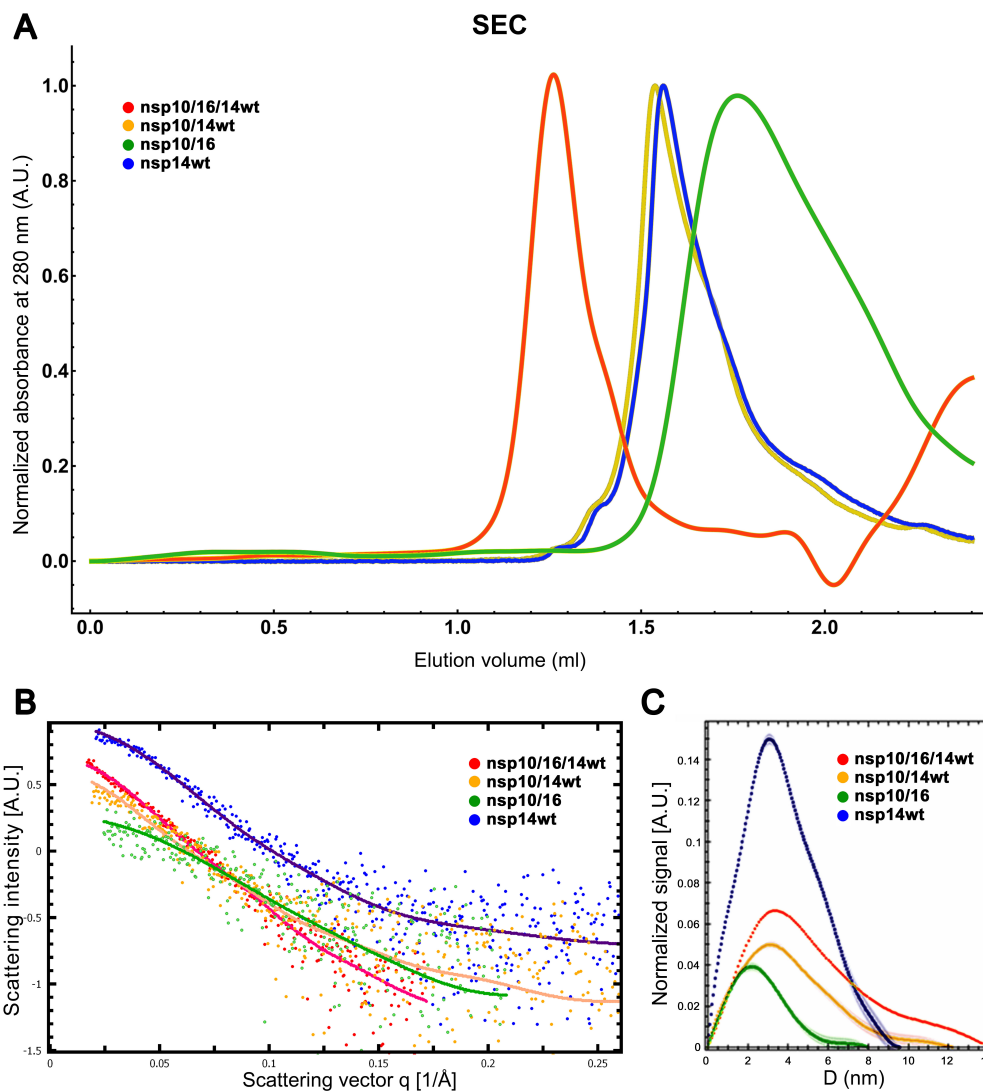 A
SEC
nsp10/16/14wt
nsp10/14wt
nsp10/16
nsp14wt
Normalized absorbance at 280 nm (A.U.)
1.0
0.8
0.6
0.4
0.2
0.0
0.0 0.5 1.0 1.5 2.0
Elution volume (ml)
B
nsp10/16/14wt
nsp10/14wt
nsp10/16
nsp14wt
Scattering intensity [A.U.]
0.5
0
-0.5
-1
-1.5
0 0.05 0.1 0.15 0.2 0.25
Scattering vector q [1/Å]
C
nsp10/16/14wt
nsp10/14wt
nsp10/16
nsp14wt
Normalized signal [A.U.]
0.14
0.12
0.1
0.08
0.06
0.04
0.02
0
0 2 4 6 8 10 12
D (nm)